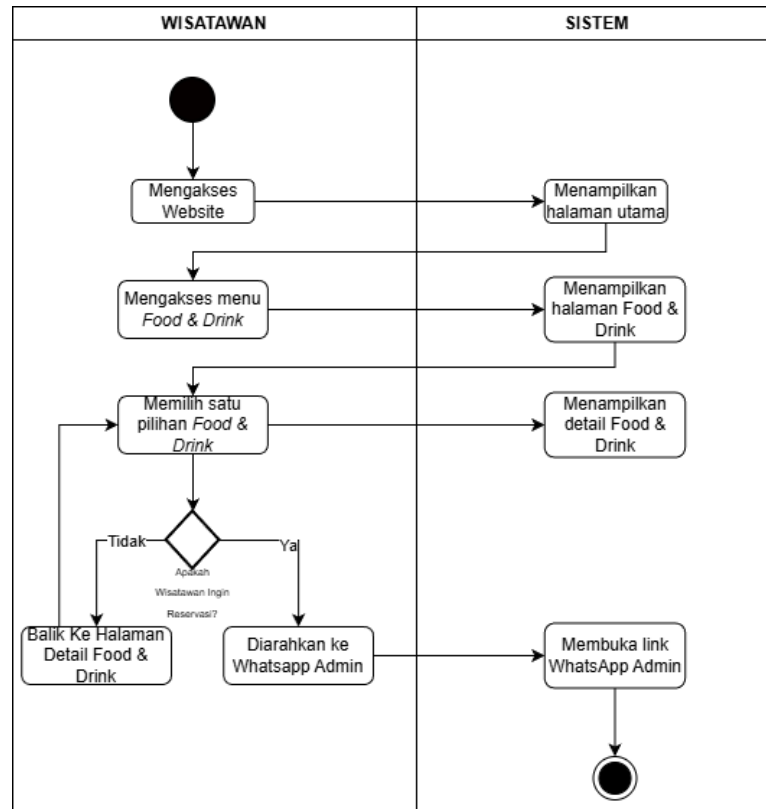 WISATAWAN
SISTEM
Mengakses
Website
Menampilkan
halaman utama
Mengakses menu
Food & Drink
Menampilkan
halaman Food &
Drink
Memilih satu
pilihan Food &
Drink
Menampilkan
detail Food &
Drink
Tidak
Ya
Apakah
Wisatawan Ingin
Reservasi?
Balik Ke Halaman
Detail Food &
Drink
Diarahkan ke
Whatsapp Admin
Membuka link
WhatsApp Admin